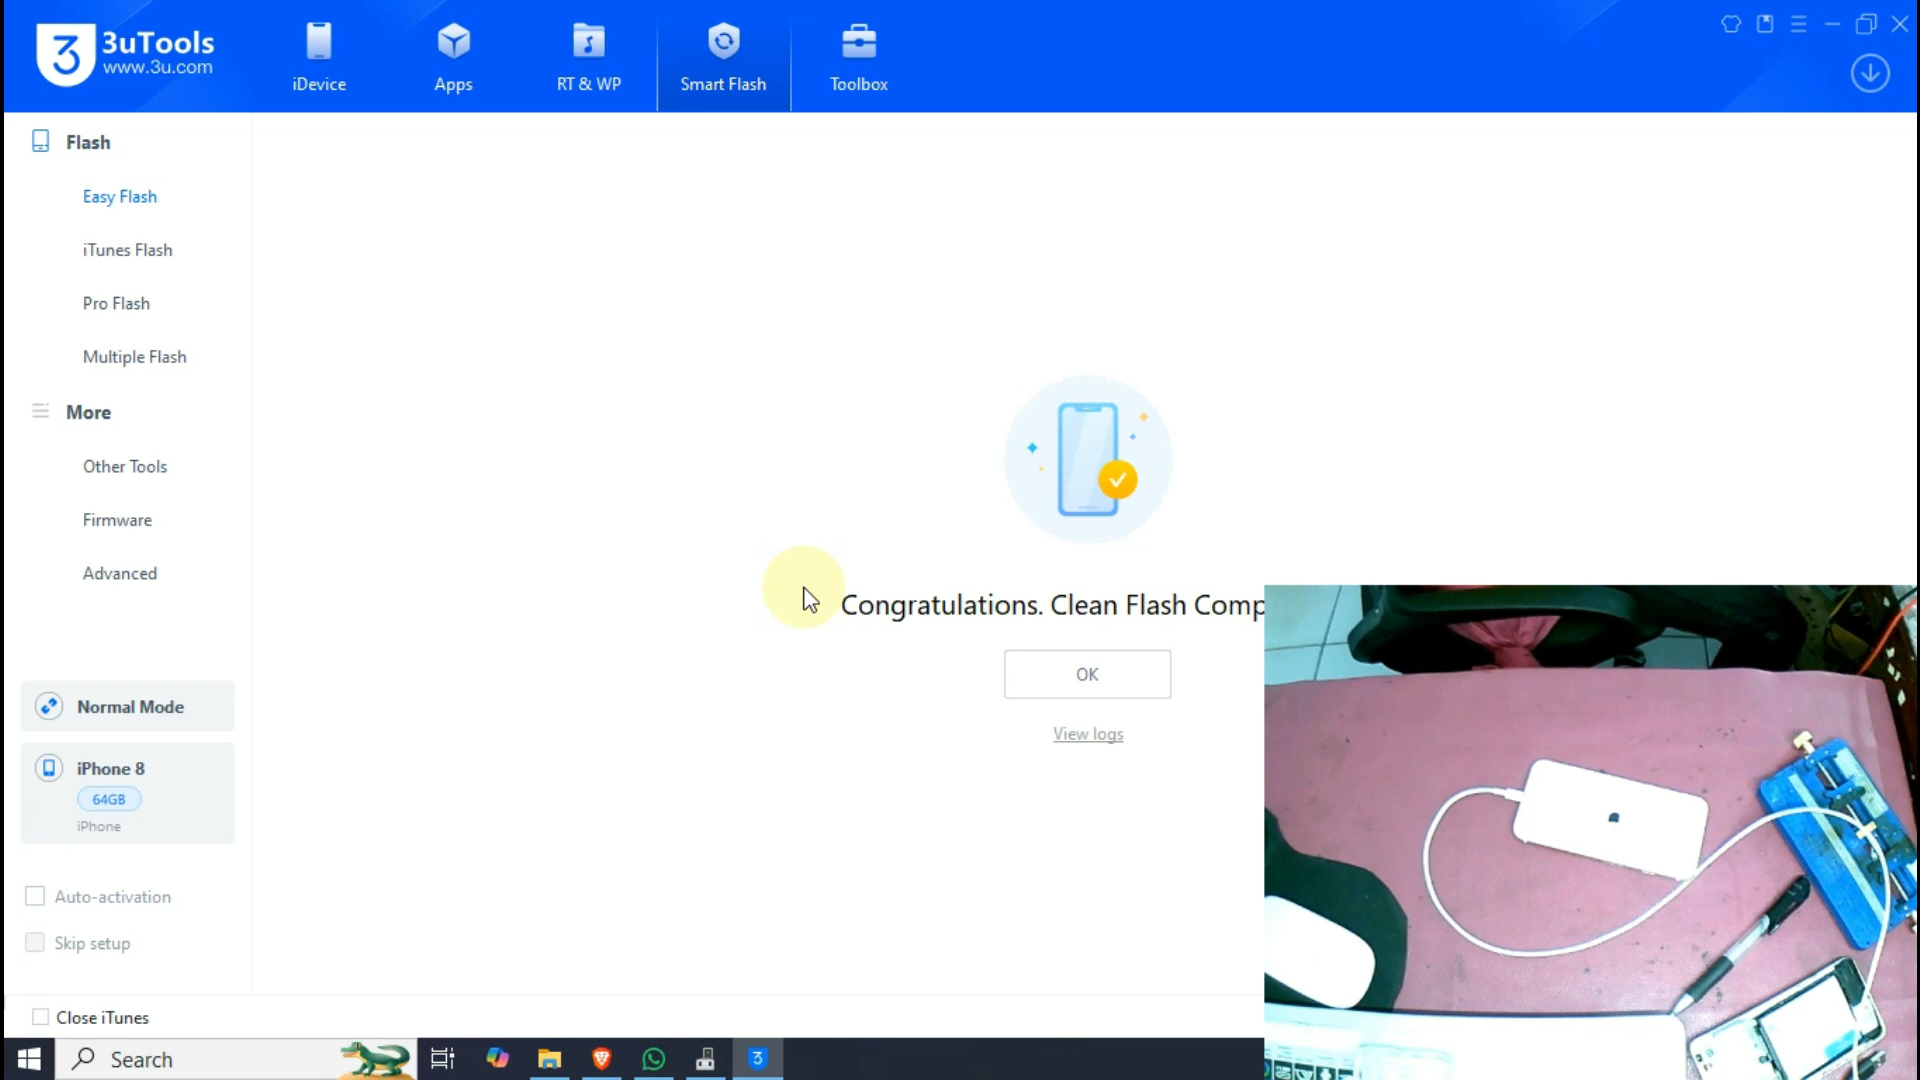 3
3uTools
www.3u.com
iDevice
Apps
RT & WP
Smart Flash
Toolbox
Flash
Easy Flash
iTunes Flash
Pro Flash
Multiple Flash
More
Other Tools
Firmware
Advanced
Normal Mode
iPhone 8
64GB
iPhone
Auto-activation
Skip setup
Close iTunes
Congratulations. Clean Flash Comp
OK
View logs
Search
3